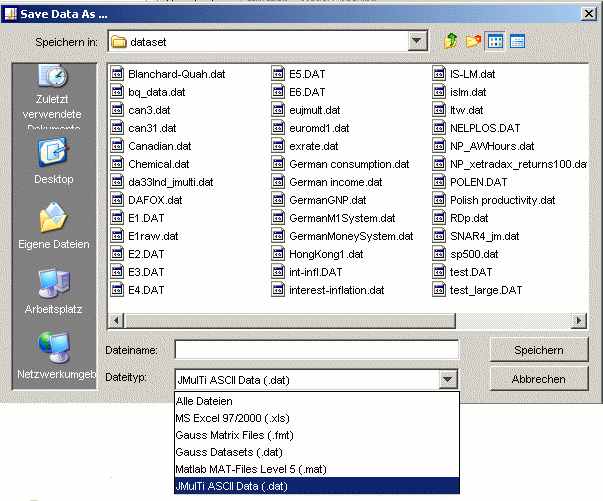 Save Data As ...
Speichern in:
dataset
Zuletzt
verwendete
Dokumente
Desktop
Eigene Dateien
Arbeitsplatz
Netzwerkumgeb
Blanchard-Quah.dat
bq_data.dat
can3.dat
can31.dat
Canadian.dat
Chemical.dat
da33lnd_jmulti.dat
DAFOX.dat
E1.DAT
E1raw.dat
E2.DAT
E3.DAT
E4.DAT
E5.DAT
E6.DAT
eujmult.dat
euromd1.dat
exrate.dat
German consumption.dat
German income.dat
GermanGNP.dat
GermanM1System.dat
GermanMoneySystem.dat
HongKong1.dat
int-infl.DAT
interest-inflation.dat
IS-LM.dat
islm.dat
ltw.dat
NELPLOS.DAT
NP_AWHours.dat
NP_xetradax_returns100.da
POLEN.DAT
Polish productivity.dat
RDp.dat
SNAR4_jm.dat
sp500.dat
test.DAT
test_large.DAT
Dateiname:
Speichern
Dateityp:
JMulTi ASCII Data (.dat)
Abbrechen
Alle Dateien
MS Excel 97/2000 (.xls)
Gauss Matrix Files (.fmt)
Gauss Datasets (.dat)
Matlab MAT-Files Level 5 (.mat)
JMulTi ASCII Data (.dat)